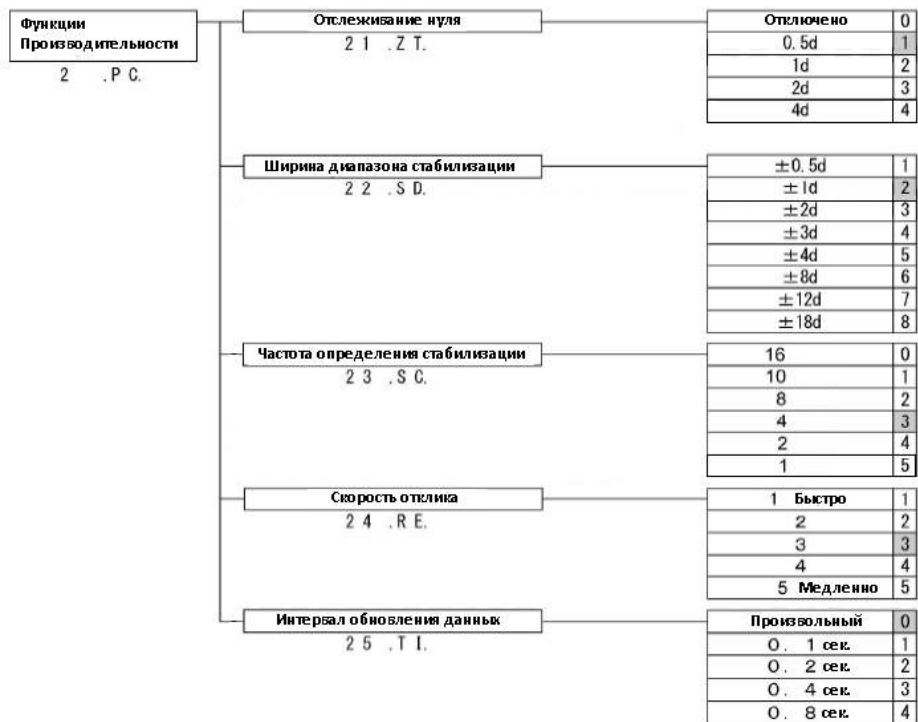 Функции
Производительности
2 .P C.
Отслеживание нуля
2 1 .Z T.
Отключено 0
0.5d 1
1d 2
2d 3
4d 4
Ширина диапазона стабилизации
2 2 .S D.
±0.5d 1
±1d 2
±2d 3
±3d 4
±4d 5
±8d 6
±12d 7
±18d 8
Частота определения стабилизации
2 3 .S C.
16 0
10 1
8 2
4 3
2 4
1 5
Скорость отклика
2 4 .R E.
1 Быстро 1
2 2
3 3
4 4
5 Медленно 5
Интервал обновления данных
2 5 .T I.
Произвольный 0
0. 1 сек. 1
0. 2 сек. 2
0. 4 сек. 3
0. 8 сек. 4